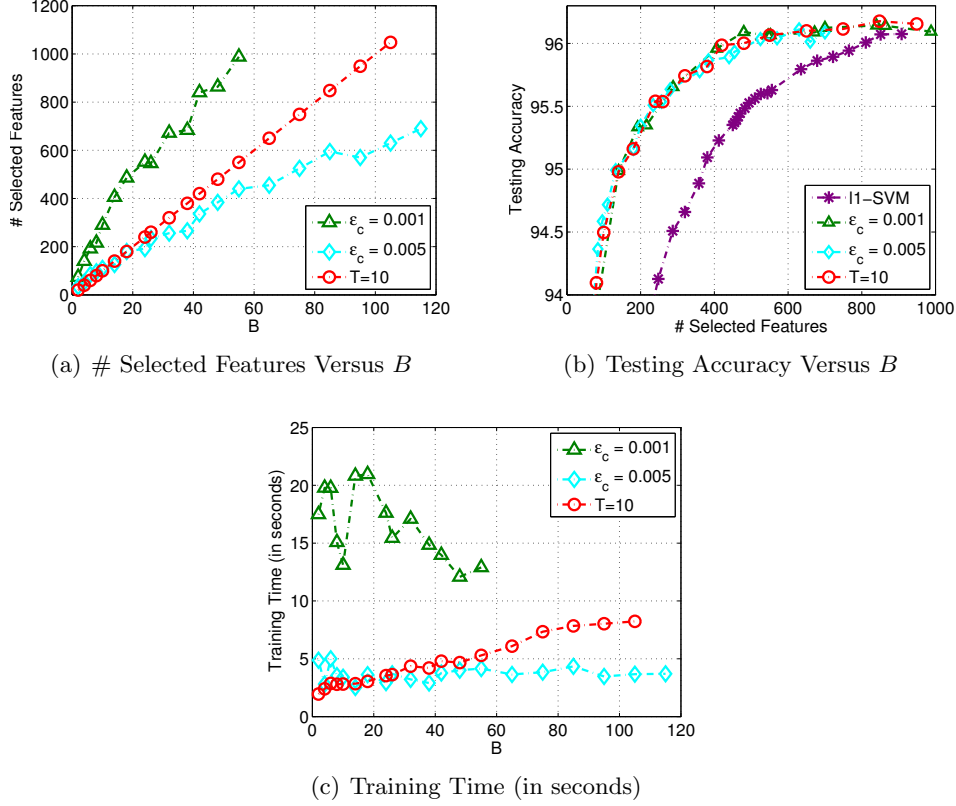 1200
1000
800
600
400
200
0
# Selected Features
0 20 40 60 80 100 120
B
ε_c = 0.001
ε_c = 0.005
T=10
(a) # Selected Features Versus B
96
95.5
95
94.5
94
Testing Accuracy
0 200 400 600 800 1000
# Selected Features
l1−SVM
ε_c = 0.001
ε_c = 0.005
T=10
(b) Testing Accuracy Versus B
25
20
15
10
5
0
Training Time (in seconds)
0 20 40 60 80 100 120
B
ε_c = 0.001
ε_c = 0.005
T=10
(c) Training Time (in seconds)